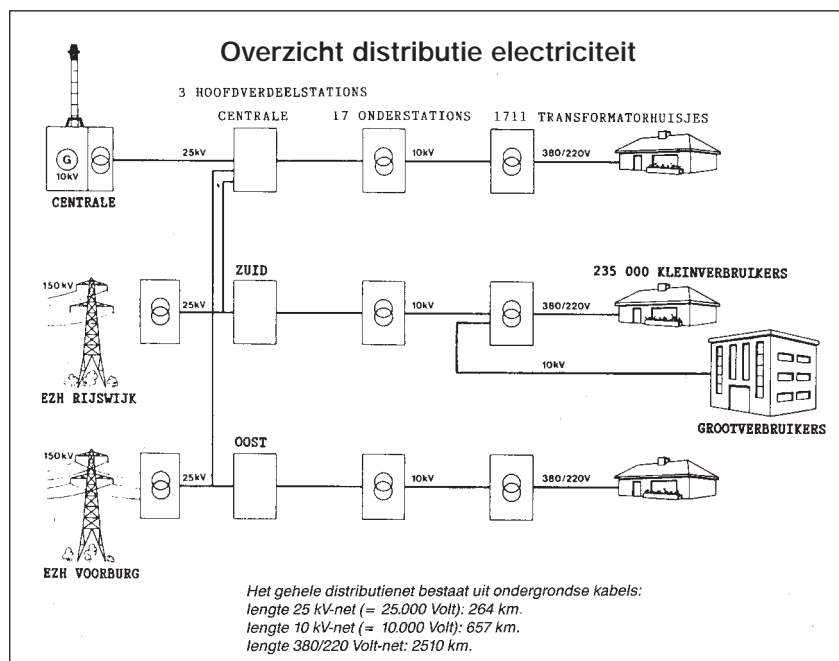 Overzicht distributie electriciteit
3 HOOFDVERDEELSTATIONS
CENTRALE 17 ONDERSTATIONS 1711 TRANSFORMATORHUISJES
25kV 10kV 380/220V
G
10kV
CENTRALE
ZUID 235 000 KLEINVERBRUIKERS
150kV 25kV 10kV 380/220V
10kV
EZH RIJSWIJK
GROOTVERBRUIKERS
OOST
150kV 25kV 10kV 380/220V
EZH VOORBURG
Het gehele distributienet bestaat uit ondergrondse kabels:
lengte 25 kV-net (= 25.000 Volt): 264 km.
lengte 10 kV-net (= 10.000 Volt): 657 km.
lengte 380/220 Volt-net: 2510 km.